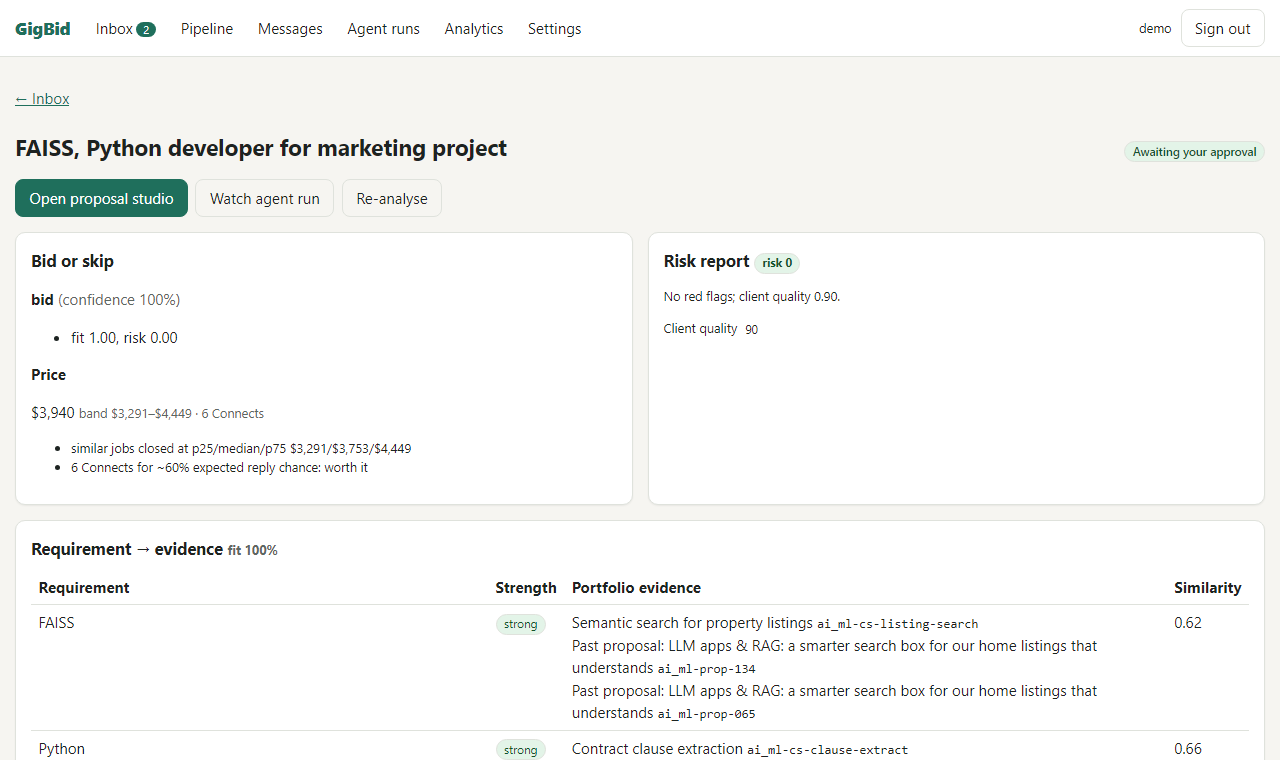 GigBid Inbox 2 Pipeline Messages Agent runs Analytics Settings demo Sign out
← Inbox
FAISS, Python developer for marketing project
Awaiting your approval
Open proposal studio Watch agent run Re-analyse
Bid or skip
bid (confidence 100%)
• fit 1.00, risk 0.00
Price
$3,940 band $3,291–$4,449 · 6 Connects
• similar jobs closed at p25/median/p75 $3,291/$3,753/$4,449
• 6 Connects for ~60% expected reply chance: worth it
Risk report risk 0
No red flags; client quality 0.90.
Client quality 90
Requirement → evidence fit 100%
Requirement Strength Portfolio evidence Similarity
FAISS strong Semantic search for property listings ai_ml-cs-listing-search 0.62
Past proposal: LLM apps & RAG: a smarter search box for our home listings that
understands ai_ml-prop-134
Past proposal: LLM apps & RAG: a smarter search box for our home listings that
understands ai_ml-prop-065
Python strong Contract clause extraction ai_ml-cs-clause-extract 0.66